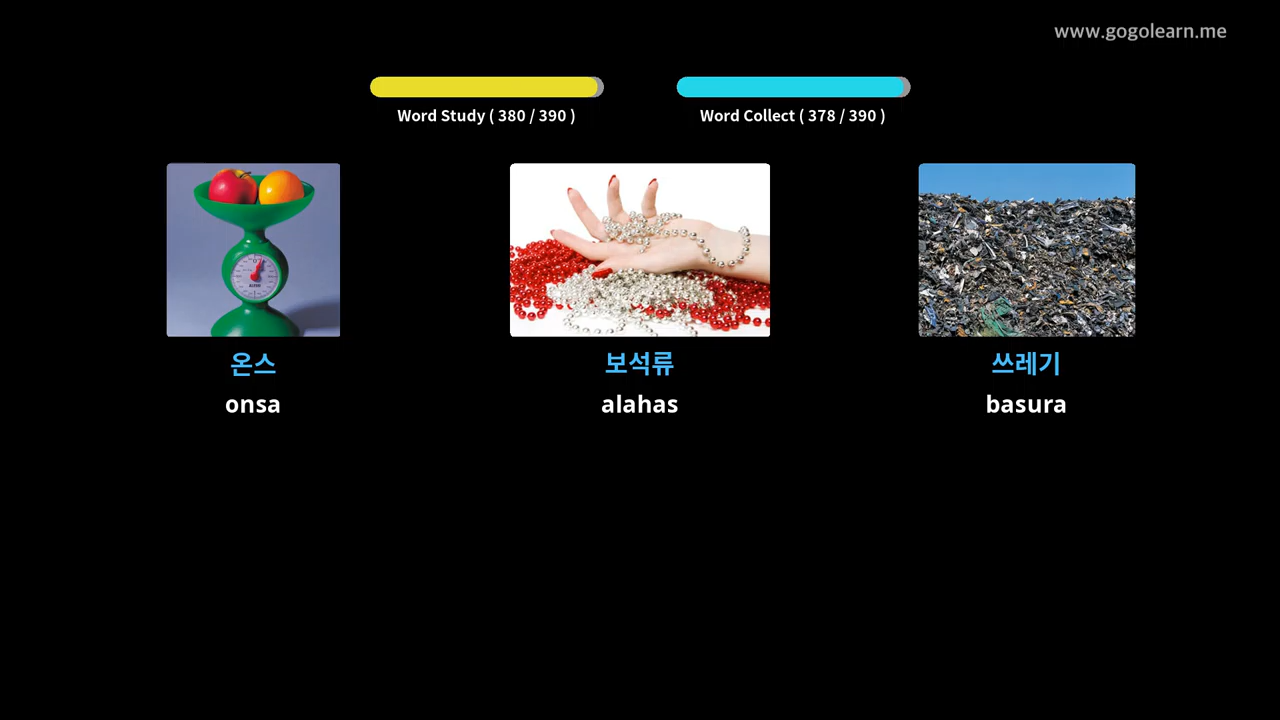 www.gogolearn.me
Word Study ( 380 / 390 )
Word Collect ( 378 / 390 )
온스
보석류
쓰레기
onsa
alahas
basura